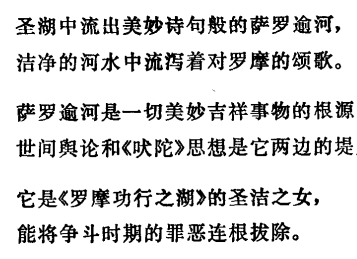 圣湖中流出美妙诗句般的萨罗逾河，
洁净的河水中流泻着对罗摩的颂歌。
萨罗逾河是一切美妙吉祥事物的根源
世间舆论和《吠陀》思想是它两边的堤
它是《罗摩功行之湖》的圣洁之女，
能将争斗时期的罪恶连根拔除。